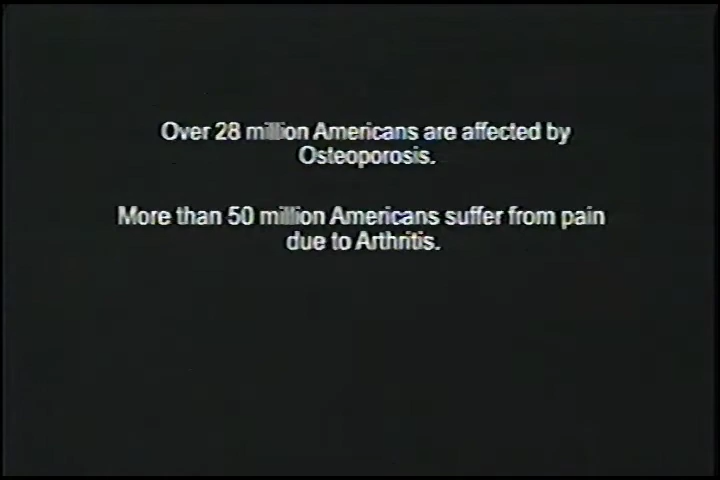 Over 28 million Americans are affected by
Osteoporosis.
More than 50 million Americans suffer from pain
due to Arthritis.